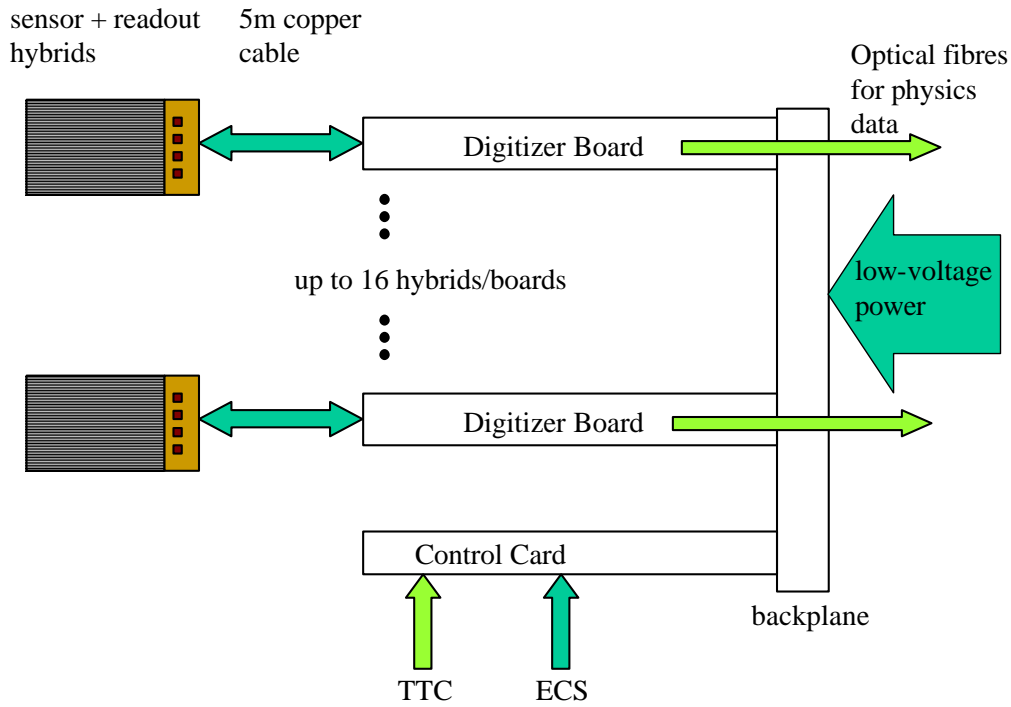 sensor + readout
hybrids
5m copper
cable
Optical fibres
for physics
data
Digitizer Board
up to 16 hybrids/boards
low-voltage
power
Digitizer Board
Control Card
backplane
TTC
ECS